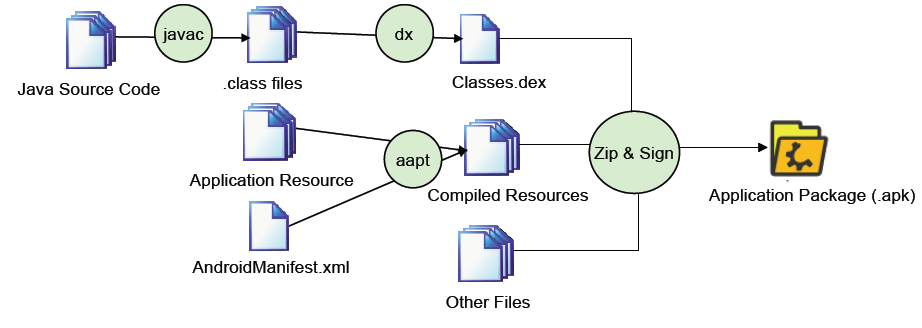 javac
dx
Java Source Code
.class files
Classes.dex
Application Resource
aapt
Compiled Resources
Zip & Sign
Application Package (.apk)
AndroidManifest.xml
Other Files